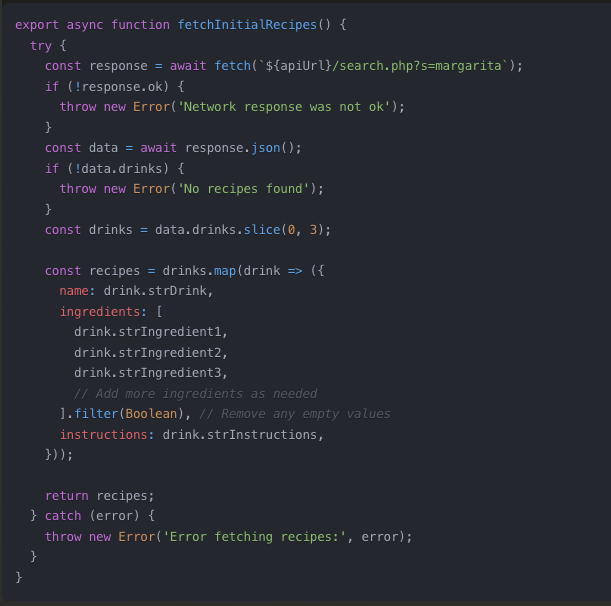 export async function fetchInitialRecipes() {
  try {
    const response = await fetch(`${apiUrl}/search.php?s=margarita`);
    if (!response.ok) {
      throw new Error('Network response was not ok');
    }
    const data = await response.json();
    if (!data.drinks) {
      throw new Error('No recipes found');
    }
    const drinks = data.drinks.slice(0, 3);

    const recipes = drinks.map(drink => ({
      name: drink.strDrink,
      ingredients: [
        drink.strIngredient1,
        drink.strIngredient2,
        drink.strIngredient3,
        // Add more ingredients as needed
      ].filter(Boolean), // Remove any empty values
      instructions: drink.strInstructions,
    }));

    return recipes;
  } catch (error) {
    throw new Error('Error fetching recipes:', error);
  }
}